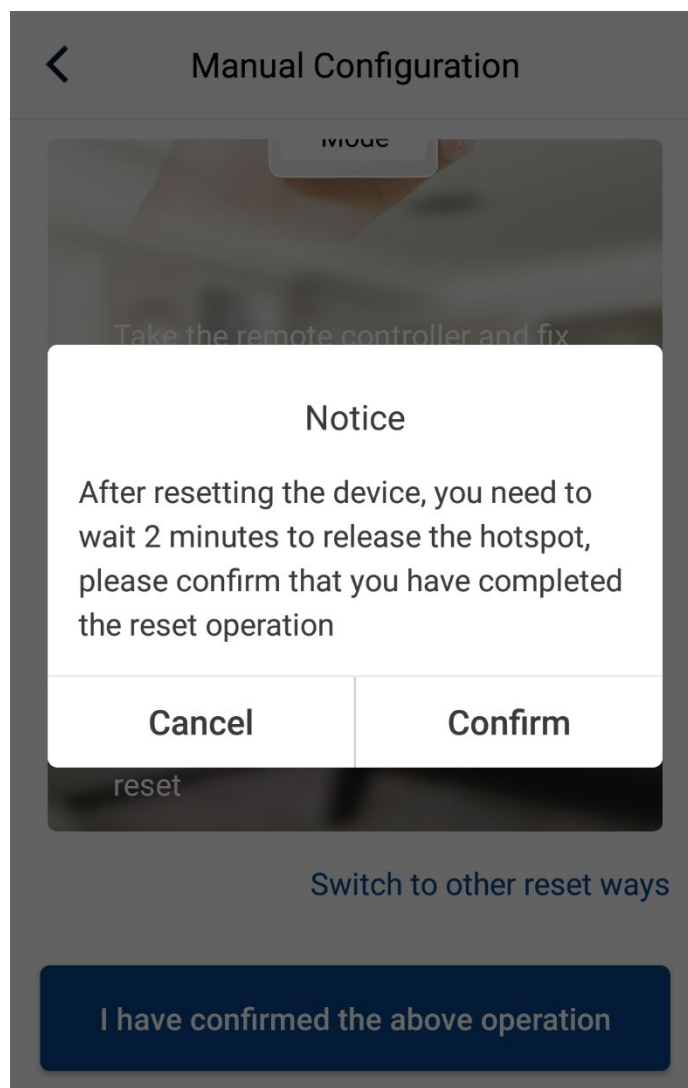 Manual Configuration
Mode
Take the remote controller and fix
Notice
After resetting the device, you need to
wait 2 minutes to release the hotspot,
please confirm that you have completed
the reset operation
Cancel
Confirm
reset
Switch to other reset ways
I have confirmed the above operation